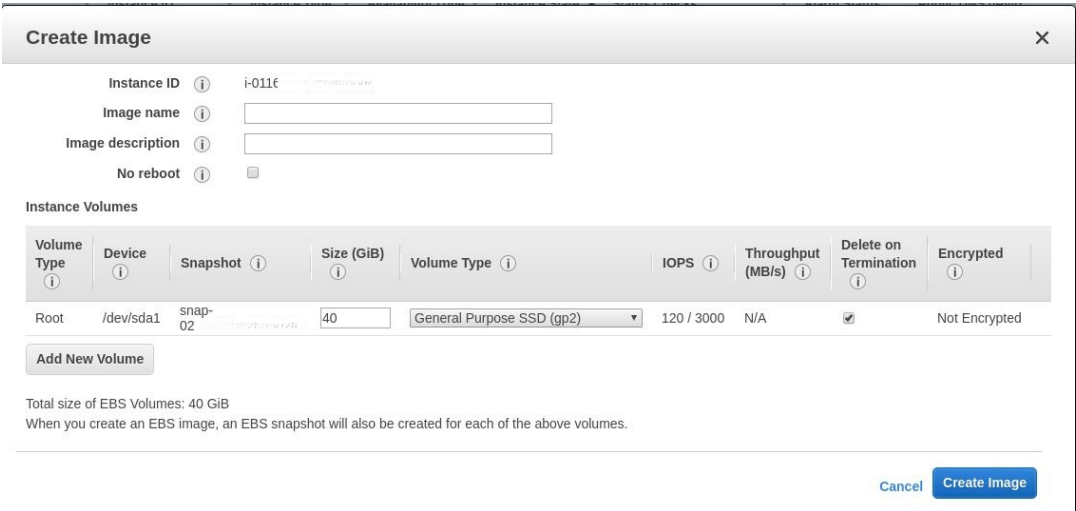 Create Image
Instance ID i
i-0116
Image name i
Image description i
No reboot i
Instance Volumes
Volume Type i Device i Snapshot i Size (GiB) i Volume Type i IOPS i Throughput (MB/s) i Delete on Termination i Encrypted i
Root /dev/sda1 snap-02 40 General Purpose SSD (gp2) 120 / 3000 N/A Not Encrypted
Add New Volume
Total size of EBS Volumes: 40 GiB
When you create an EBS image, an EBS snapshot will also be created for each of the above volumes.
Cancel Create Image